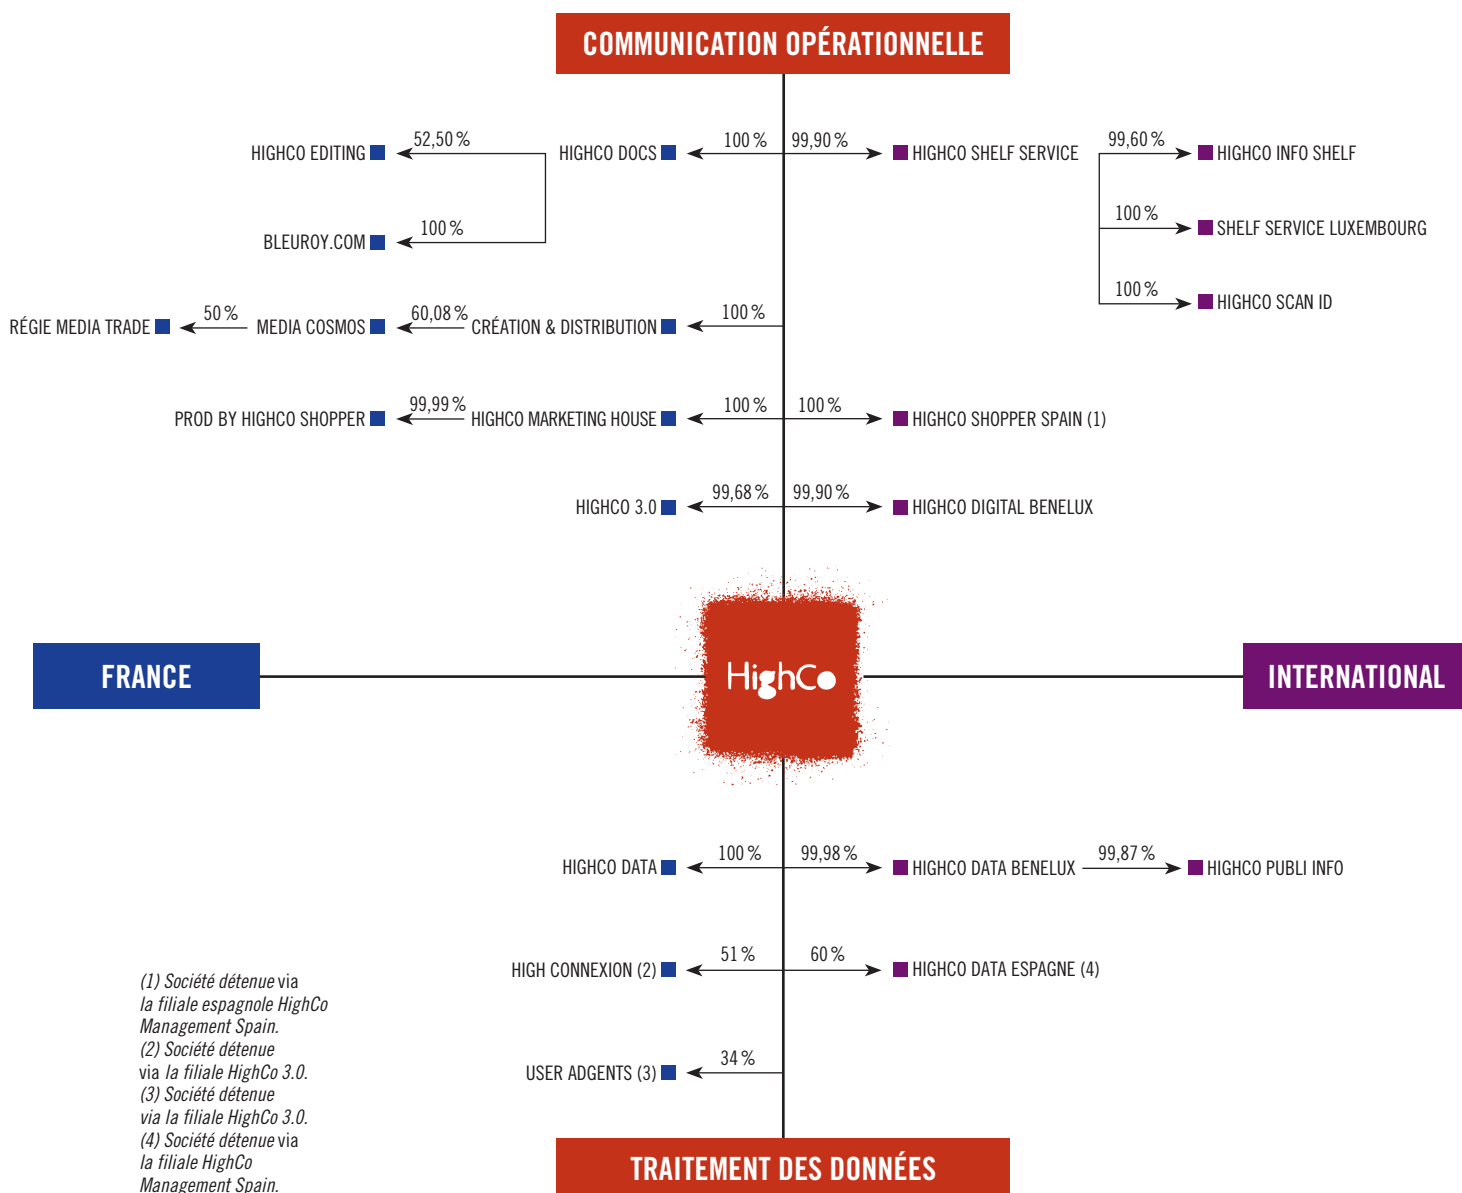 COMMUNICATION OPÉRATIONNELLE
HIGHCO EDITING 52,50 % HIGHCO DOCS 100 % 99,90 % HIGHCO SHELF SERVICE 99,60 % HIGHCO INFO SHELF
BLEUROY.COM 100 % 100 % SHELF SERVICE LUXEMBOURG
100 % HIGHCO SCAN ID
RÉGIE MEDIA TRADE 50 % MEDIA COSMOS 60,08 % CRÉATION & DISTRIBUTION 100 %
PROD BY HIGHCO SHOPPER 99,99 % HIGHCO MARKETING HOUSE 100 % 100 % HIGHCO SHOPPER SPAIN (1)
HIGHCO 3.0 99,68 % 99,90 % HIGHCO DIGITAL BENELUX
FRANCE HighCo INTERNATIONAL
HIGHCO DATA 100 % 99,98 % HIGHCO DATA BENELUX 99,87 % HIGHCO PUBLI INFO
HIGH CONNEXION (2) 51 % 60 % HIGHCO DATA ESPAGNE (4)
USER ADGENTS (3) 34 %
(1) Société détenue via
la filiale espagnole HighCo
Management Spain.
(2) Société détenue
via la filiale HighCo 3.0.
(3) Société détenue
via la filiale HighCo 3.0.
(4) Société détenue via
la filiale HighCo
Management Spain.
TRAITEMENT DES DONNÉES